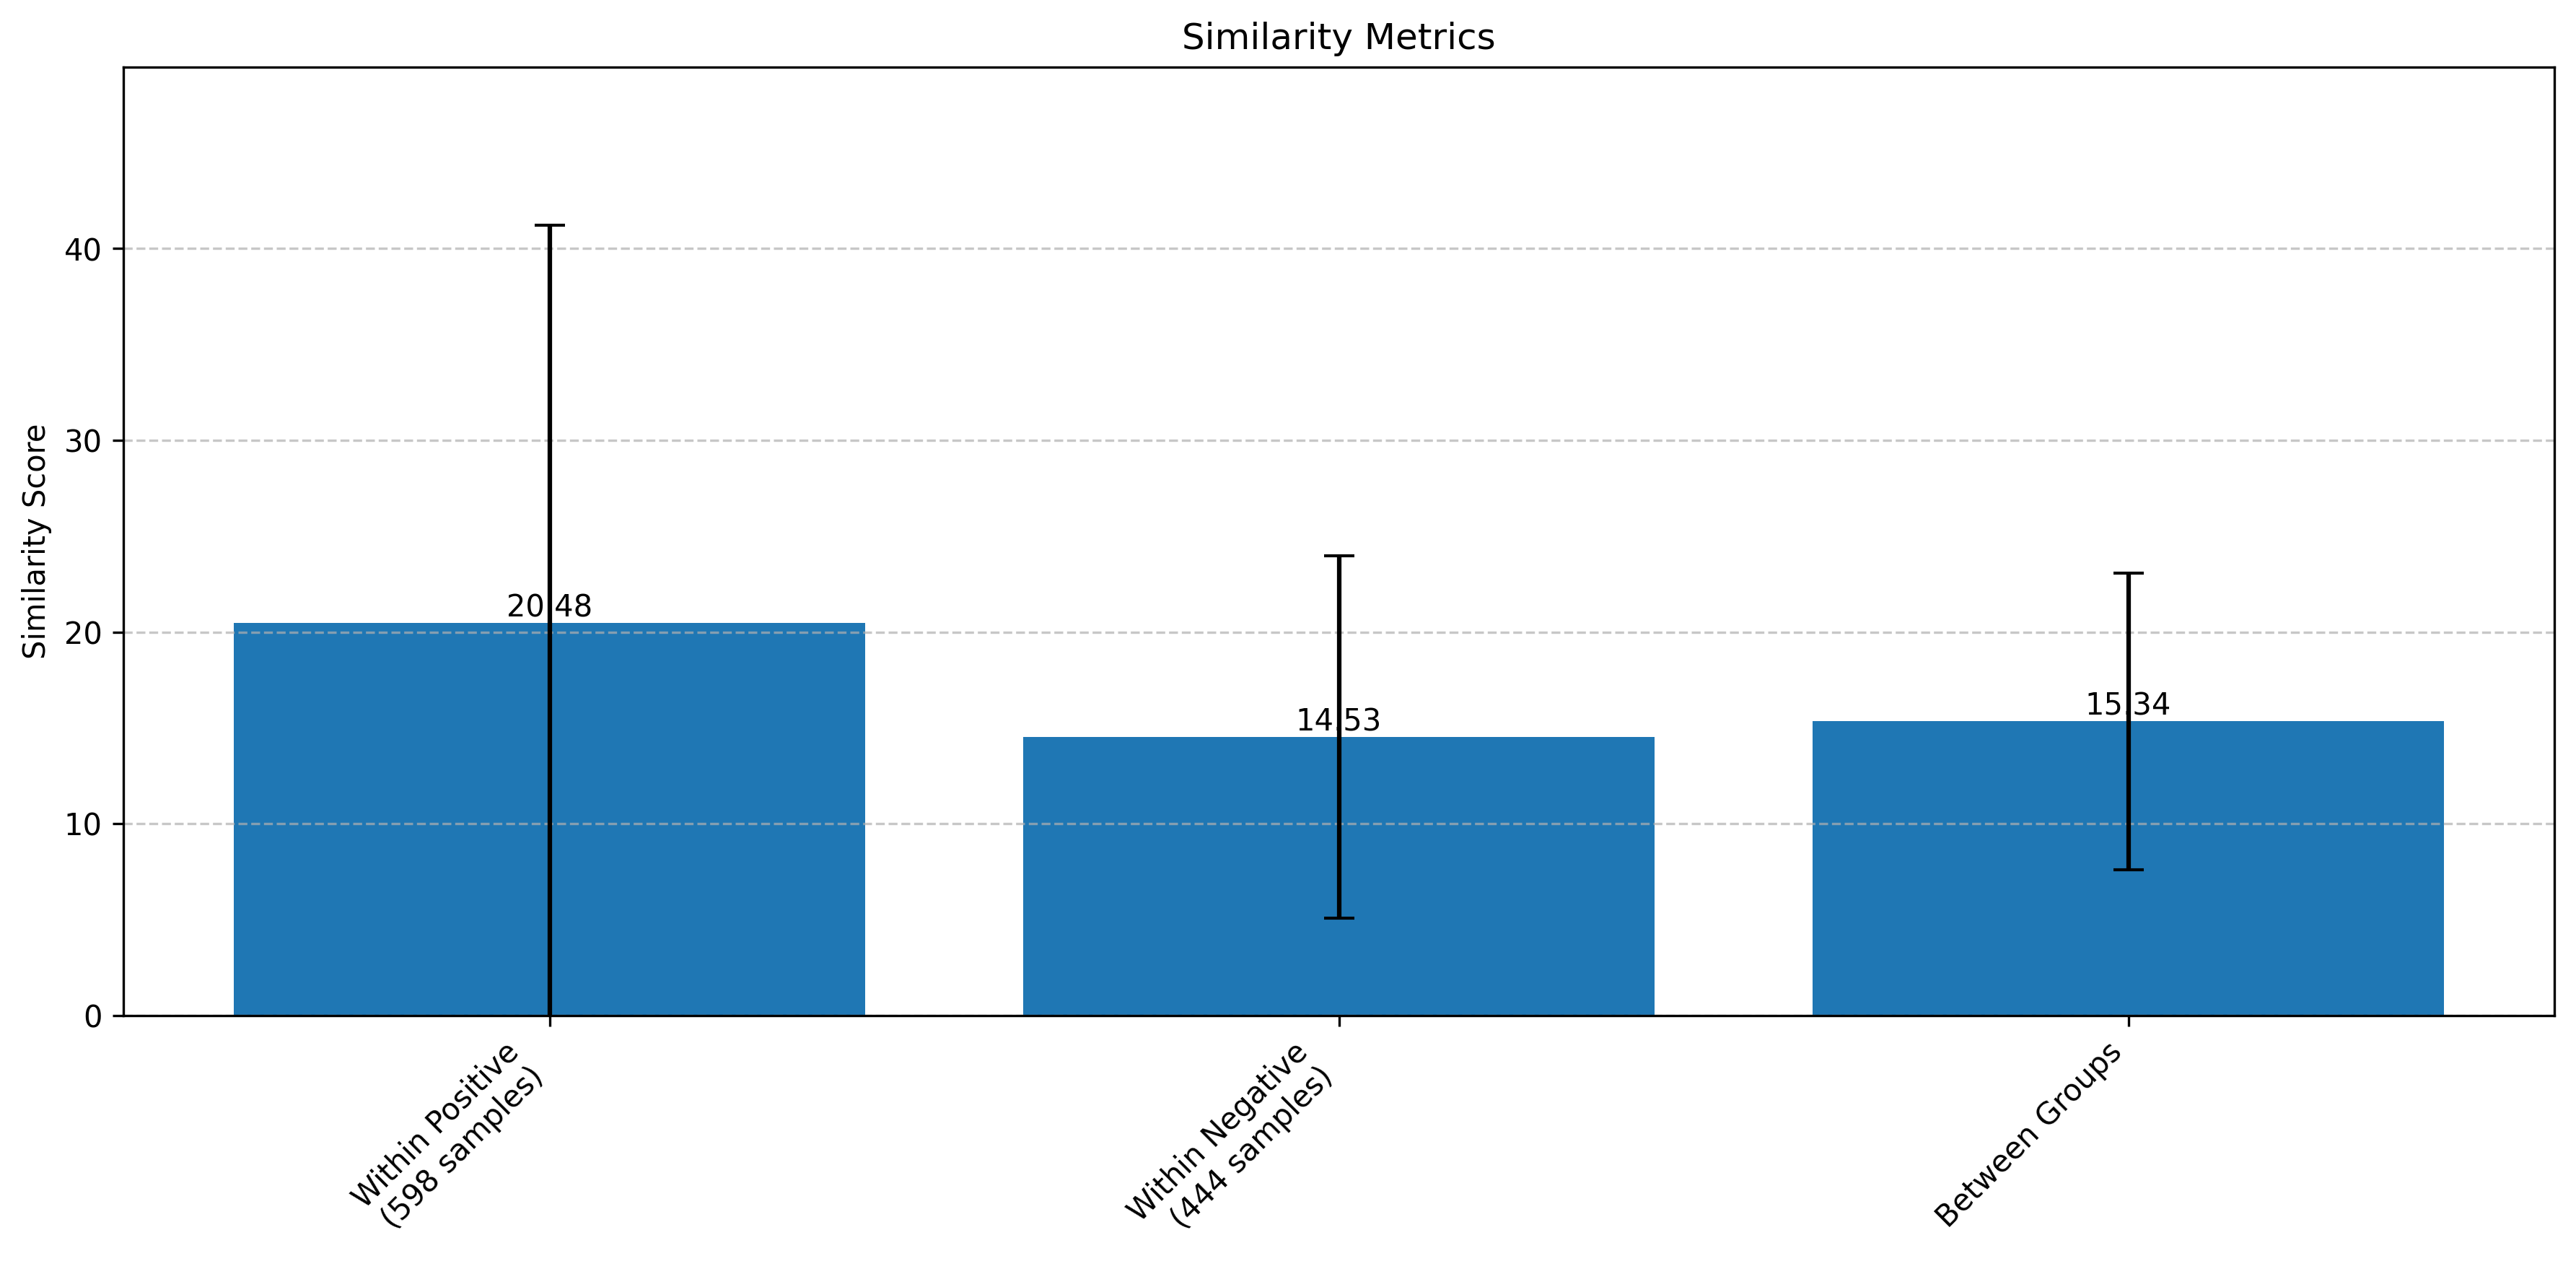 Similarity Metrics
Similarity Score
40
30
20
10
0
20.48
14.53
15.34
Within Positive
(598 samples)
Within Negative
(444 samples)
Between Groups